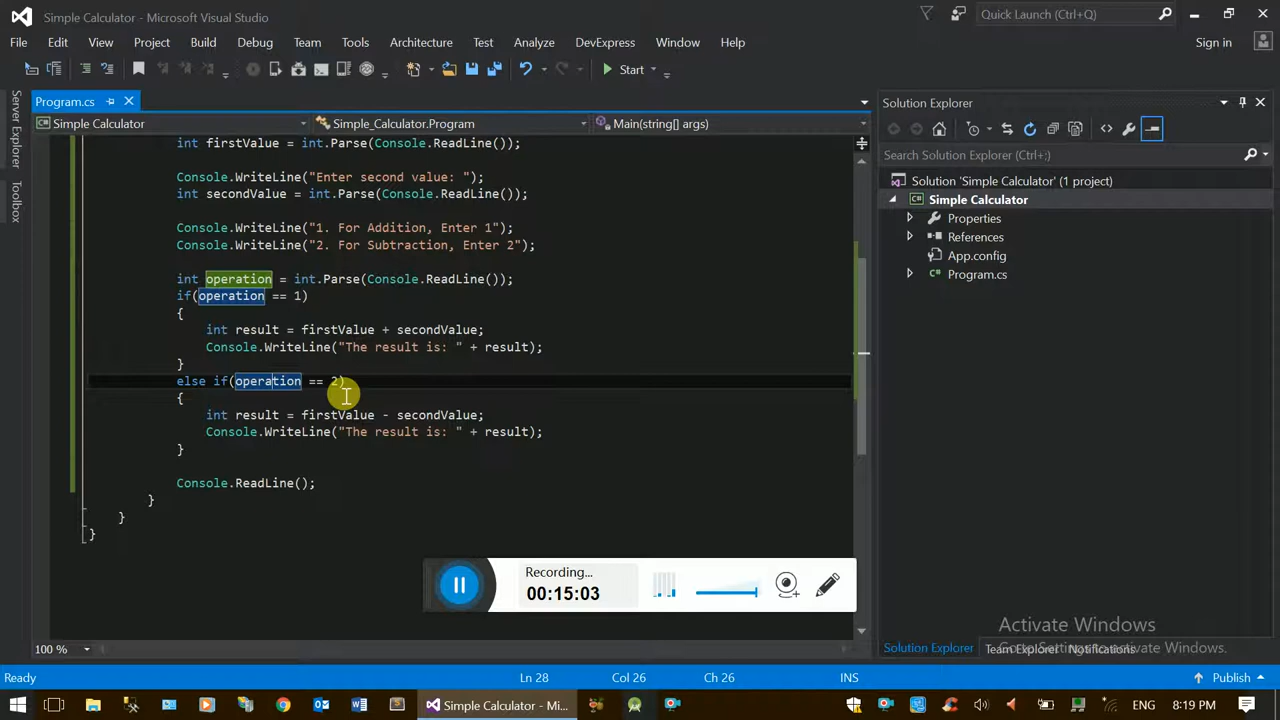 Simple Calculator - Microsoft Visual Studio
Quick Launch (Ctrl+Q)
File Edit View Project Build Debug Team Tools Architecture Test Analyze DevExpress Window Help
Sign in
Start
Server Explorer
Toolbox
Program.cs
Simple Calculator
Simple_Calculator.Program
Main(string[] args)
int firstValue = int.Parse(Console.ReadLine());
Console.WriteLine("Enter second value: ");
int secondValue = int.Parse(Console.ReadLine());
Console.WriteLine("1. For Addition, Enter 1");
Console.WriteLine("2. For Subtraction, Enter 2");
int operation = int.Parse(Console.ReadLine());
if(operation == 1)
{
int result = firstValue + secondValue;
Console.WriteLine("The result is: " + result);
}
else if(operation == 2)
{
int result = firstValue - secondValue;
Console.WriteLine("The result is: " + result);
}
Console.ReadLine();
}
}
}
Solution Explorer
Search Solution Explorer (Ctrl+;)
Solution 'Simple Calculator' (1 project)
C# Simple Calculator
Properties
References
App.config
C# Program.cs
Recording...
00:15:03
Activate Windows
Go to Settings to activate Windows.
100 %
Solution Explorer Team Explorer Notifications
Ready
Ln 28
Col 26
Ch 26
INS
Publish
Simple Calculator - Mi...
ENG
8:19 PM